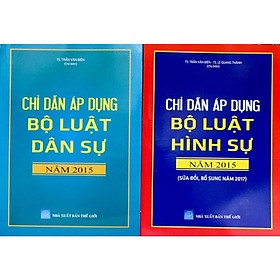 TS. TRẦN VĂN BIÊN
(Chủ biên)
CHỈ DẪN ÁP DỤNG
BỘ LUẬT
DÂN SỰ
NĂM 2015
NHÀ XUẤT BẢN THẾ GIỚI
TS. TRẦN VĂN BIÊN - TS. LÊ QUANG THÀNH
(Chủ biên)
CHỈ DẪN ÁP DỤNG
BỘ LUẬT
HÌNH SỰ
NĂM 2015
(SỬA ĐỔI, BỔ SUNG NĂM 2017)
NHÀ XUẤT BẢN THẾ GIỚI